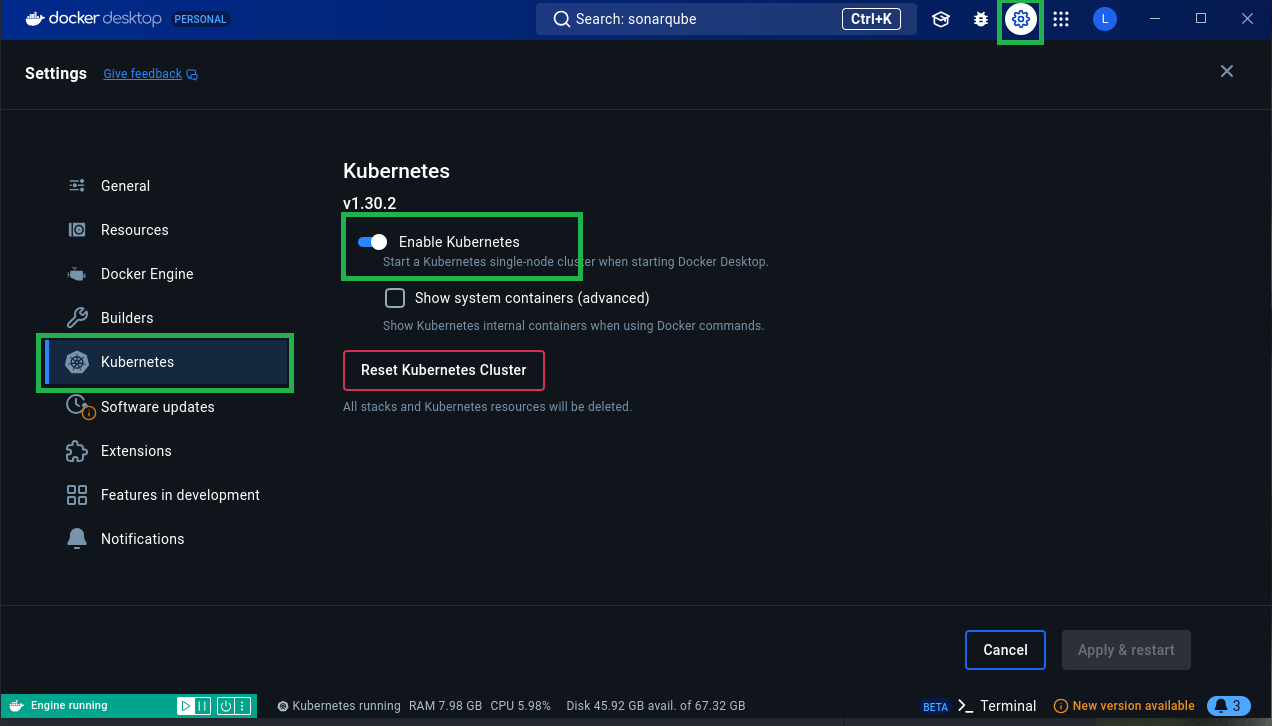 docker desktop PERSONAL Search: sonarqube Ctrl+K L
Settings Give feedback
Kubernetes
v1.30.2
General
Resources
Docker Engine
Builders
Kubernetes
Software updates
Extensions
Features in development
Notifications
Enable Kubernetes
Start a Kubernetes single-node cluster when starting Docker Desktop.
Show system containers (advanced)
Show Kubernetes internal containers when using Docker commands.
Reset Kubernetes Cluster
All stacks and Kubernetes resources will be deleted.
Cancel Apply & restart
Engine running Kubernetes running RAM 7.98 GB CPU 5.98% Disk 45.92 GB avail. of 67.32 GB BETA Terminal New version available 3